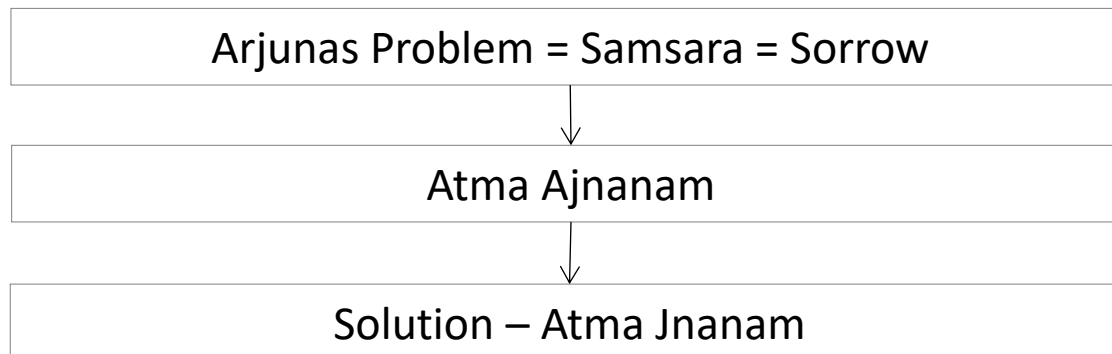 Arjunas Problem = Samsara = Sorrow
Atma Ajnanam
Solution – Atma Jnanam